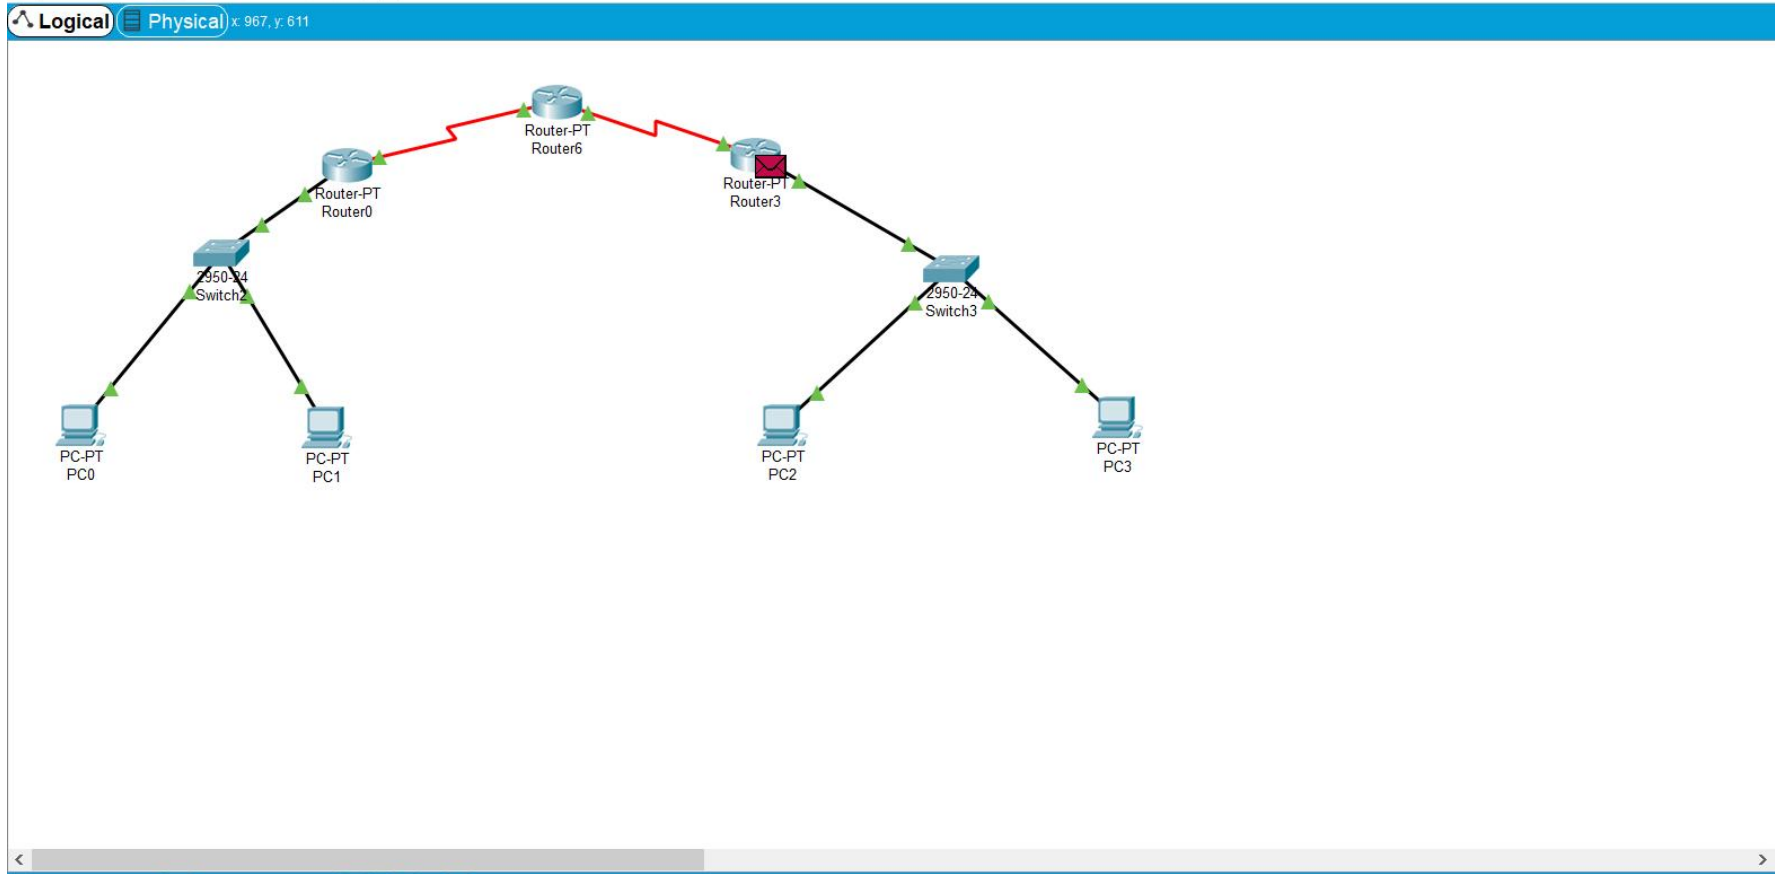 Logical
Physical
x: 967, y: 611
Router-PT
Router6
Router-PT
Router3
Router-PT
Router0
2950-24
Switch2
2950-24
Switch3
PC-PT
PC0
PC-PT
PC1
PC-PT
PC2
PC-PT
PC3